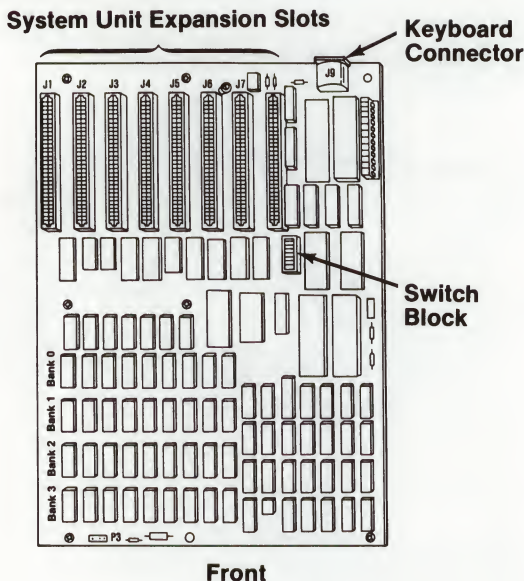 System Unit Expansion Slots
Keyboard
Connector
J1 J2 J3 J4 J5 J6 J7 J9
Switch
Block
Bank 0
Bank 1
Bank 2
Bank 3
P3
Front